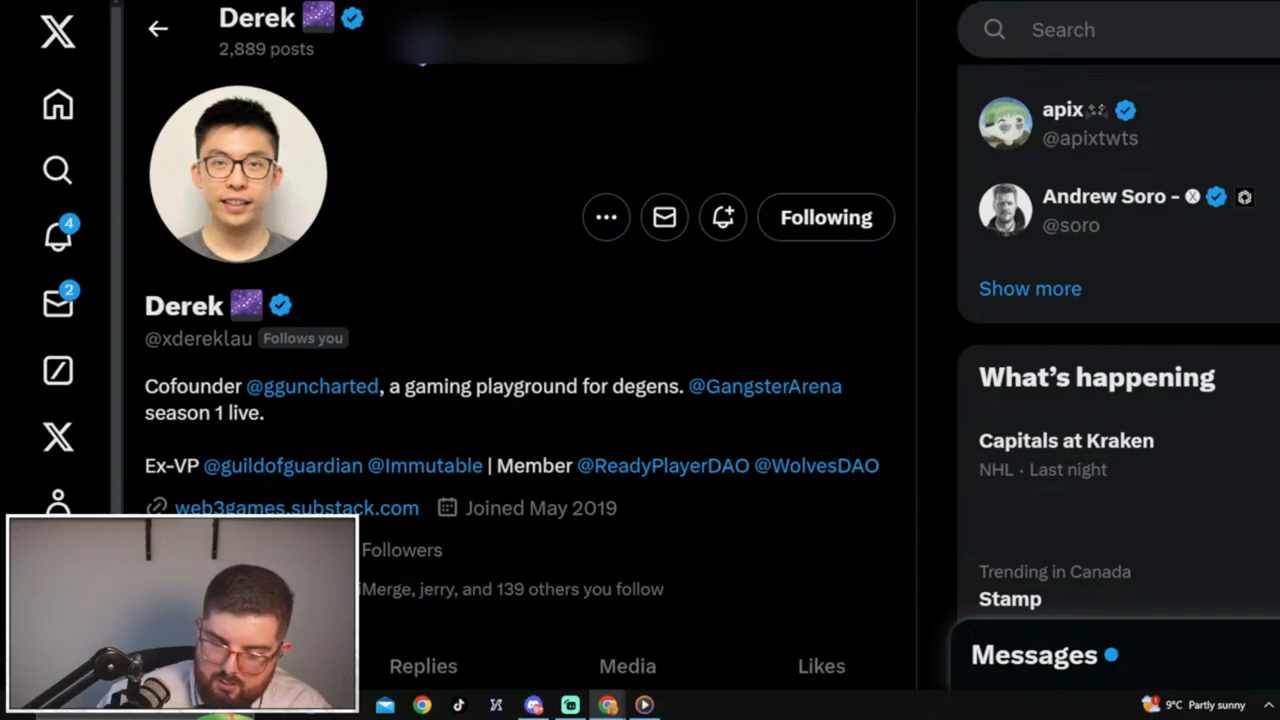 Derek
2,889 posts
Search
4
2
apix
@apixtwts
Andrew Soro -
@soro
Show more
Following
Derek
@xdereklau Follows you
Cofounder @gguncharted, a gaming playground for degens. @GangsterArena
season 1 live.
Ex-VP @guildofguardian @Immutable | Member @ReadyPlayerDAO @WolvesDAO
web3games.substack.com Joined May 2019
Followers
iMerge, jerry, and 139 others you follow
Replies Media Likes
What's happening
Capitals at Kraken
NHL · Last night
Trending in Canada
Stamp
Messages
9°C Partly sunny